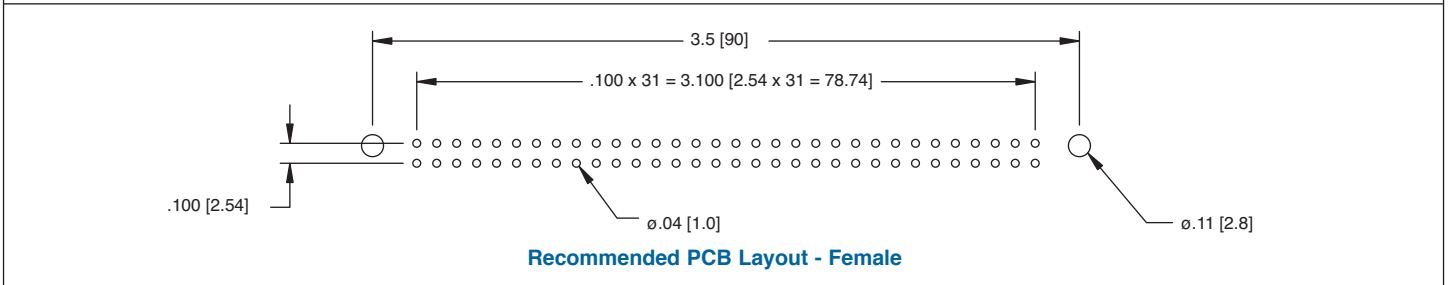 3.5 [90]
.100 x 31 = 3.100 [2.54 x 31 = 78.74]
.100 [2.54]
ø.04 [1.0]
ø.11 [2.8]
Recommended PCB Layout - Female